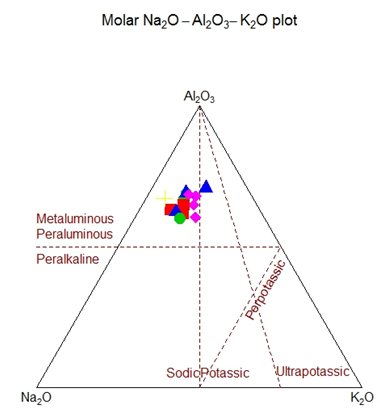 Molar Na₂O – Al₂O₃– K₂O plot
Al₂O₃
Metaluminous
Peraluminous
Peralkaline
Perpotassic
Sodic Potassic
Ultrapotassic
Na₂O
K₂O